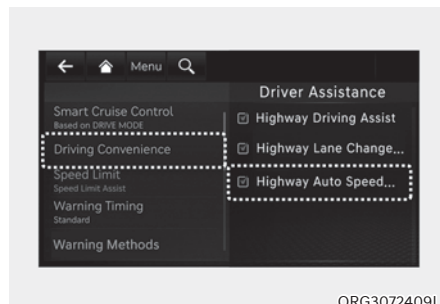 Menu
Driver Assistance
Smart Cruise Control
Based on DRIVE MODE
Driving Convenience
Speed Limit
Speed Limit Assist
Warning Timing
Standard
Warning Methods
Highway Driving Assist
Highway Lane Change...
Highway Auto Speed...
ORG3072409L